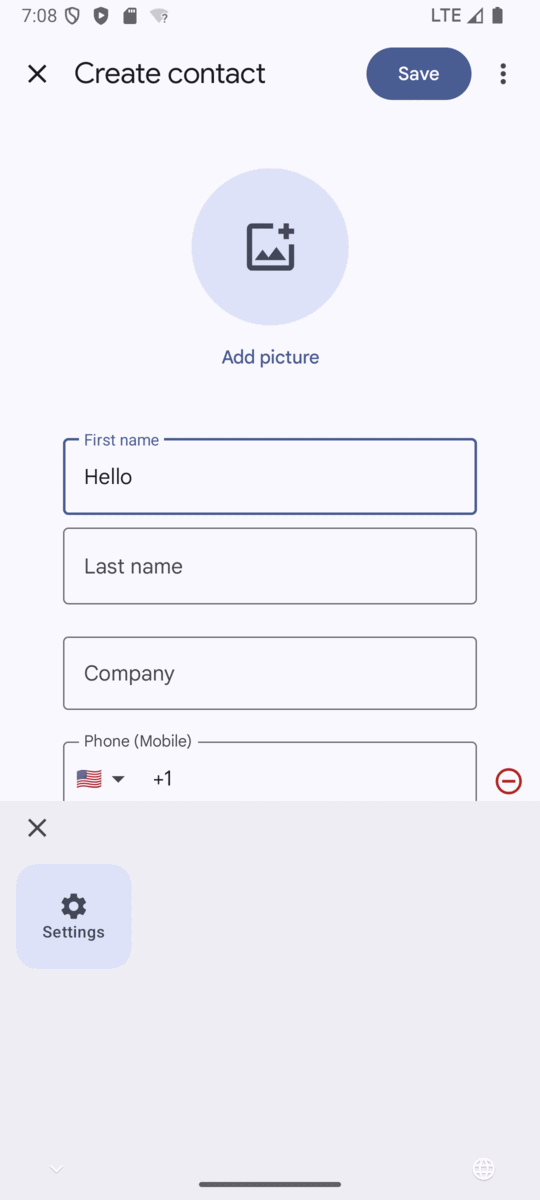 7:08
LTE
Create contact
Save
Add picture
First name
Hello
Last name
Company
Phone (Mobile)
+1
Settings